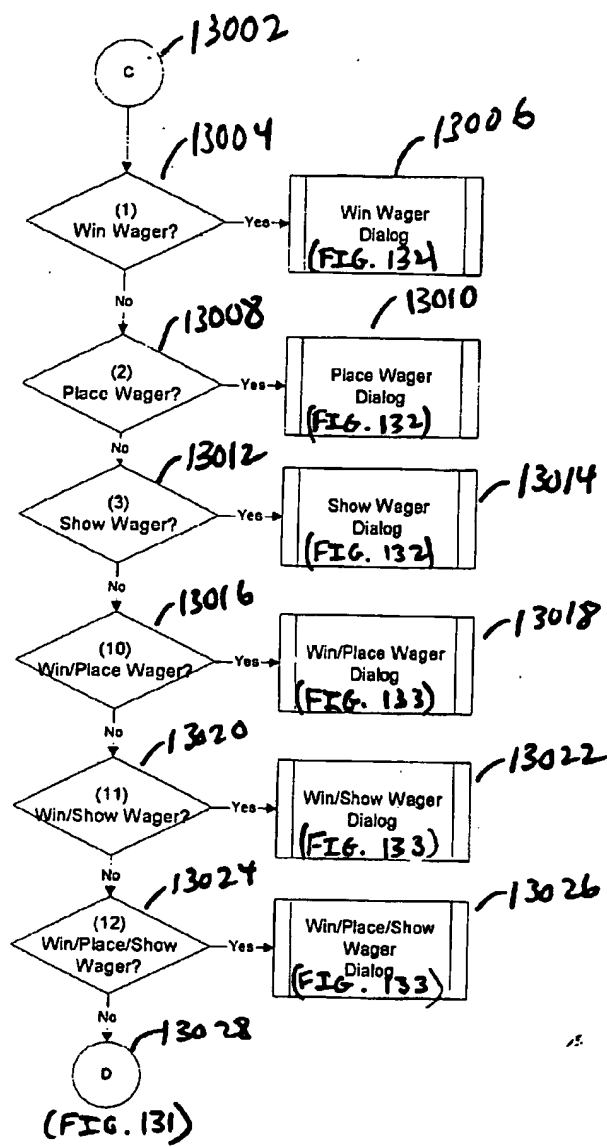 13002
C
13004
(1)
Win Wager?
Yes
13006
Win Wager
Dialog
(FIG. 132)
No
13008
(2)
Place Wager?
Yes
13010
Place Wager
Dialog
(FIG. 132)
No
13012
(3)
Show Wager?
Yes
13014
Show Wager
Dialog
(FIG. 132)
No
13016
(10)
Win/Place Wager?
Yes
13018
Win/Place Wager
Dialog
(FIG. 133)
No
13020
(11)
Win/Show Wager?
Yes
13022
Win/Show Wager
Dialog
(FIG. 133)
No
13024
(12)
Win/Place/Show
Wager?
Yes
13026
Win/Place/Show
Wager
Dialog
(FIG. 133)
No
13028
D
(FIG. 131)